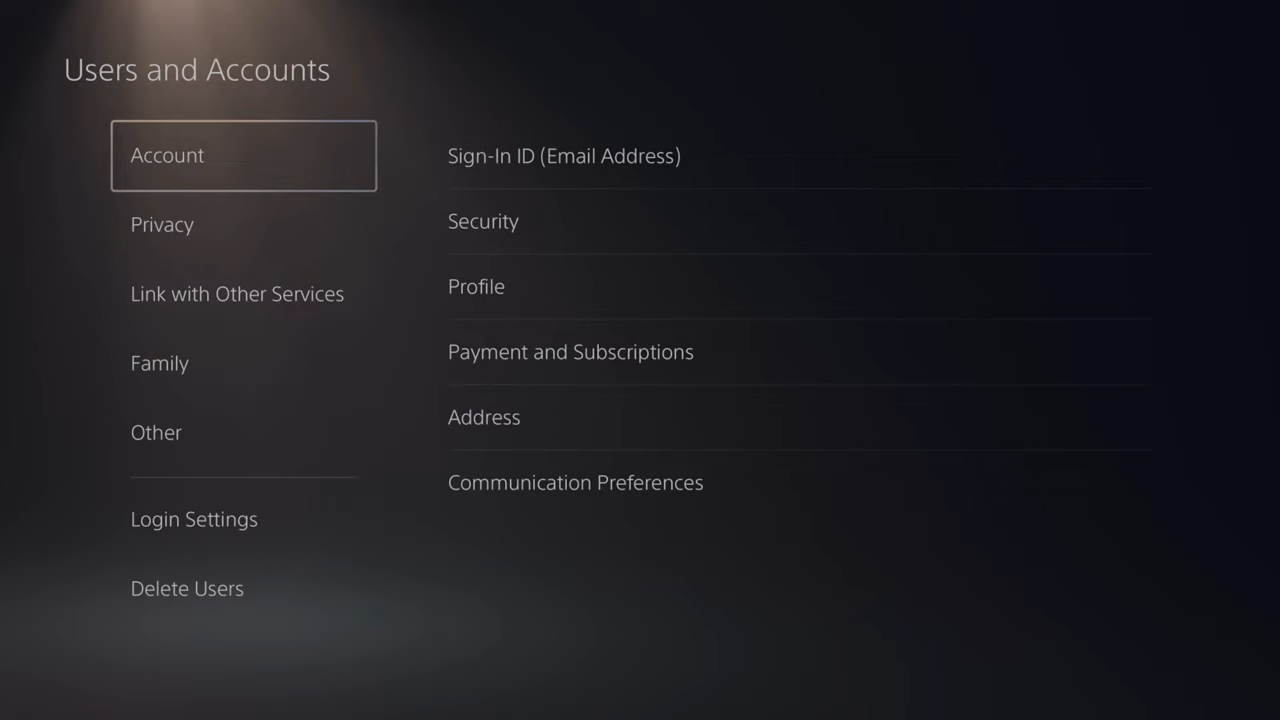 Users and Accounts
Account
Privacy
Link with Other Services
Family
Other
Login Settings
Delete Users
Sign-In ID (Email Address)
Security
Profile
Payment and Subscriptions
Address
Communication Preferences